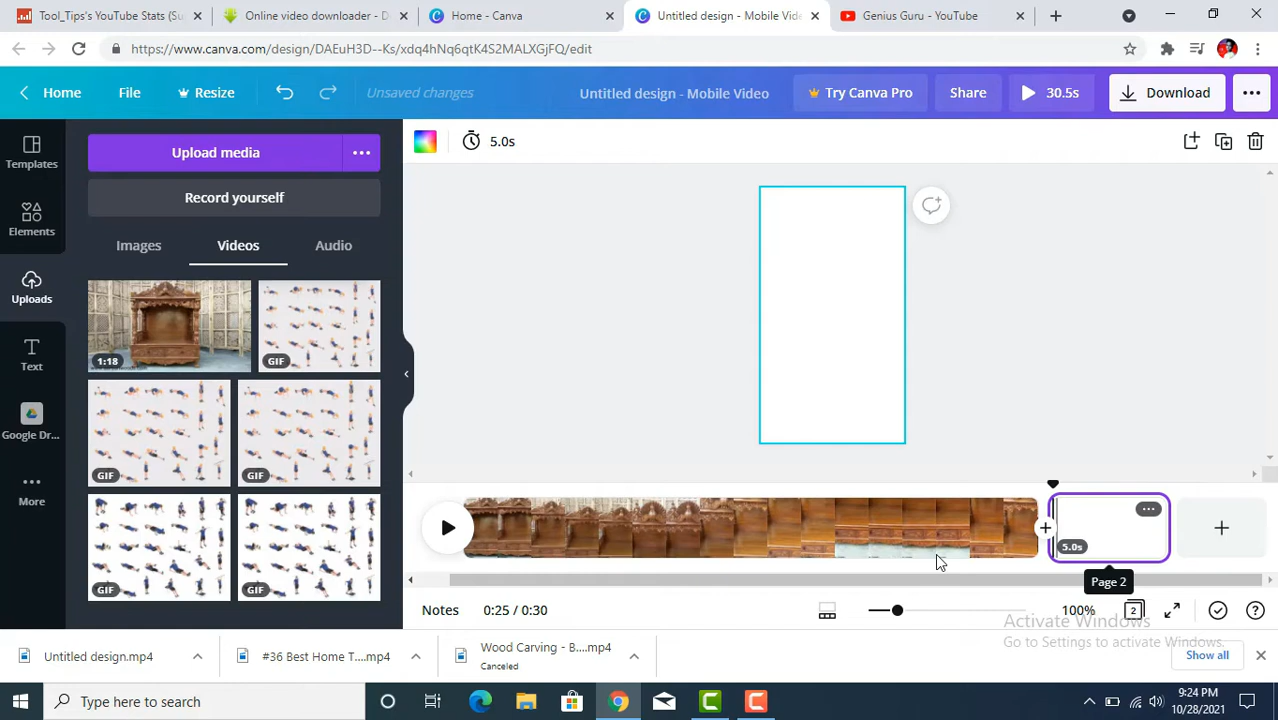 Tool_Tips's YouTube Stats (Su
Online video downloader - D
Home - Canva
Untitled design - Mobile Vide
Genius Guru - YouTube
https://www.canva.com/design/DAEuH3D--Ks/xdq4hNq6qtK4S2MALXGjFQ/edit
Home
File
Resize
Unsaved changes
Untitled design - Mobile Video
Try Canva Pro
Share
30.5s
Download
Templates
Elements
Uploads
Text
Google Dr...
More
Upload media
Record yourself
Images
Videos
Audio
1:18
GIF
GIF
GIF
GIF
GIF
5.0s
5.0s
Page 2
Notes
0:25 / 0:30
100%
2
Activate Windows
Go to Settings to activate Windows.
Untitled design.mp4
#36 Best Home T....mp4
Wood Carving - B....mp4
Canceled
Show all
Type here to search
9:24 PM
10/28/2021